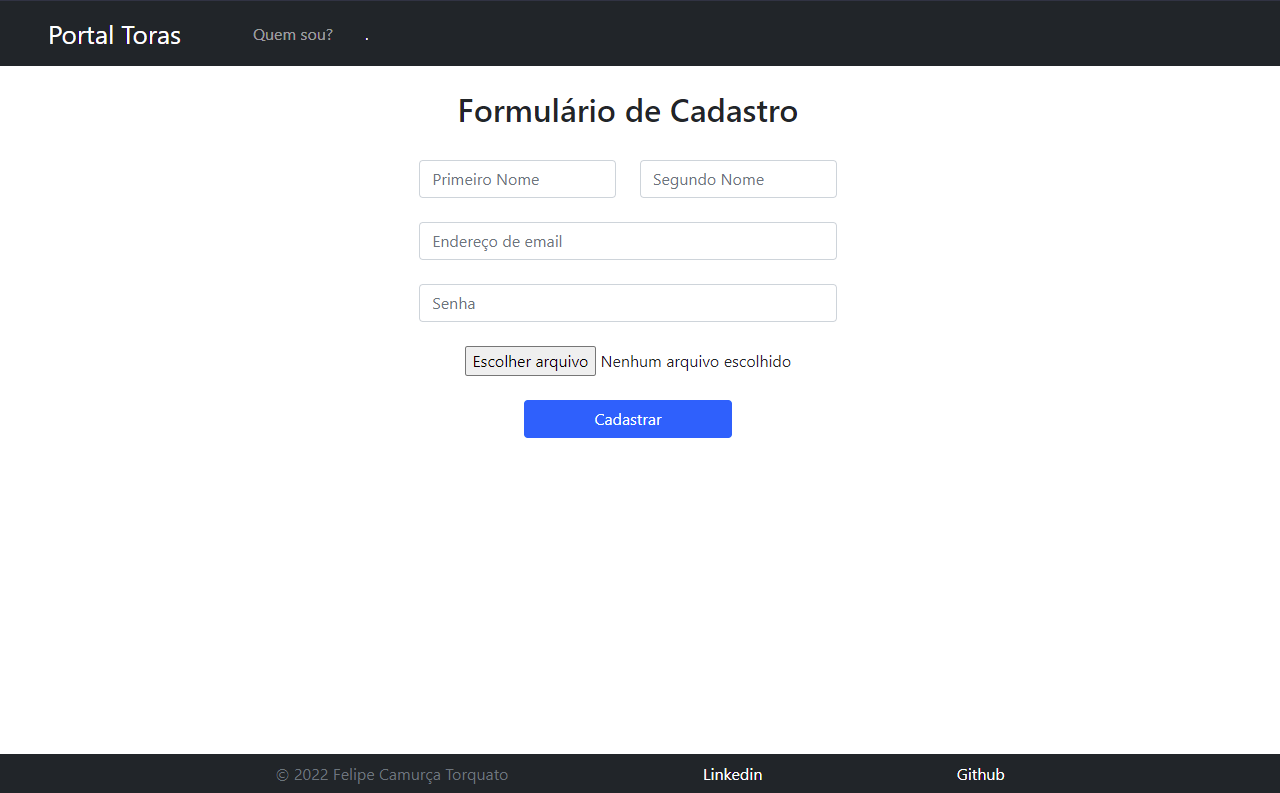 Portal Toras Quem sou? .
Formulário de Cadastro
Primeiro Nome Segundo Nome
Endereço de email
Senha
Escolher arquivo Nenhum arquivo escolhido
Cadastrar
© 2022 Felipe Camurça Torquato Linkedin Github